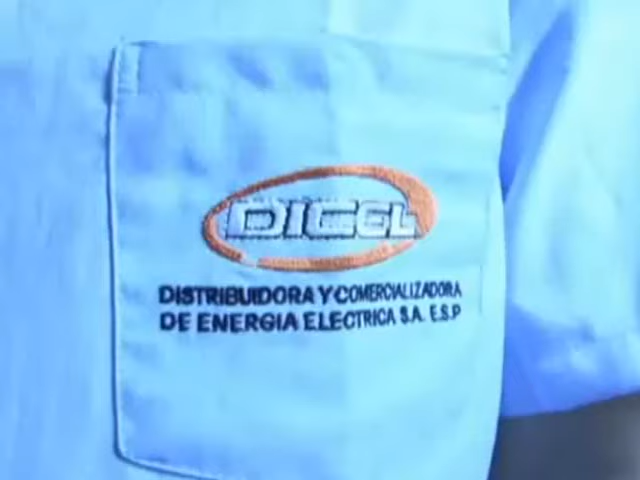 DICEL
DISTRIBUIDORA Y COMERCIALIZADORA
DE ENERGIA ELECTRICA S.A. E.S.P